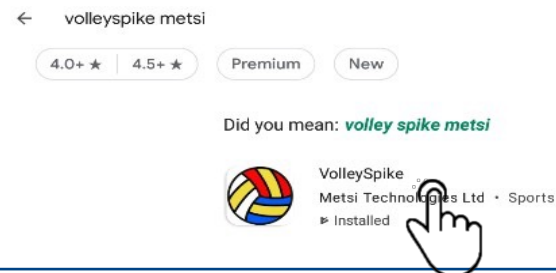 volleyspike metsi
4.0+ ★ 4.5+ ★ Premium New
Did you mean: volley spike metsi
VolleySpike
Metsi Technologies Ltd • Sports
Installed